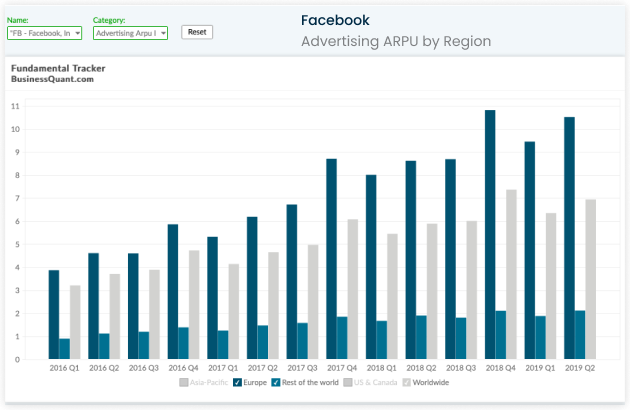 Name:
Category:
"FB - Facebook, In
Advertising Arpu I
Reset
Facebook
Advertising ARPU by Region
Fundamental Tracker
BusinessQuant.com
11
10
9
8
7
6
5
4
3
2
1
0
2016 Q1 2016 Q2 2016 Q3 2016 Q4 2017 Q1 2017 Q2 2017 Q3 2017 Q4 2018 Q1 2018 Q2 2018 Q3 2018 Q4 2019 Q1 2019 Q2
Asia-Pacific Europe Rest of the world US & Canada Worldwide